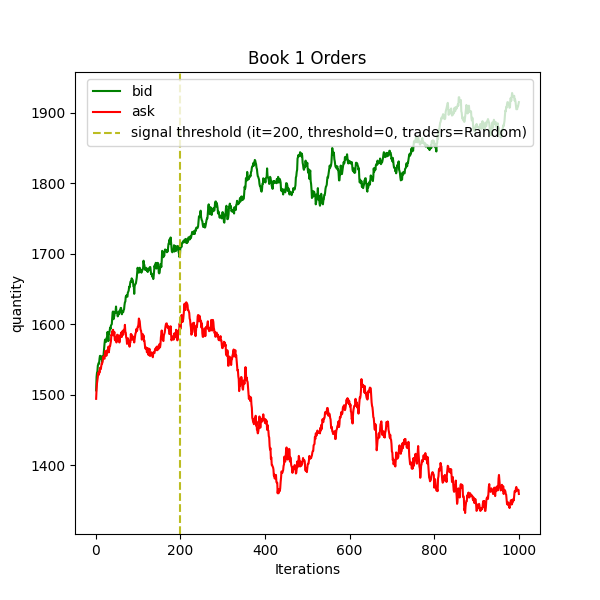 Book 1 Orders
bid
ask
signal threshold (it=200, threshold=0, traders=Random)
1900
1800
1700
1600
1500
1400
quantity
0 200 400 600 800 1000
Iterations